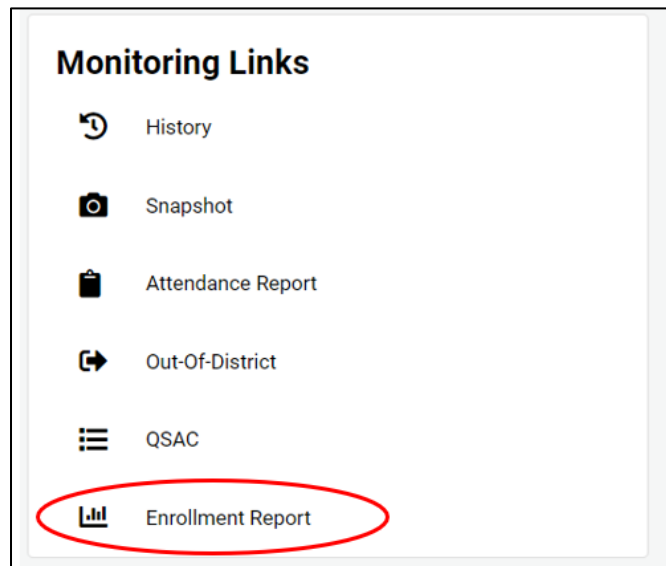 Monitoring Links
History
Snapshot
Attendance Report
Out-Of-District
QSAC
Enrollment Report